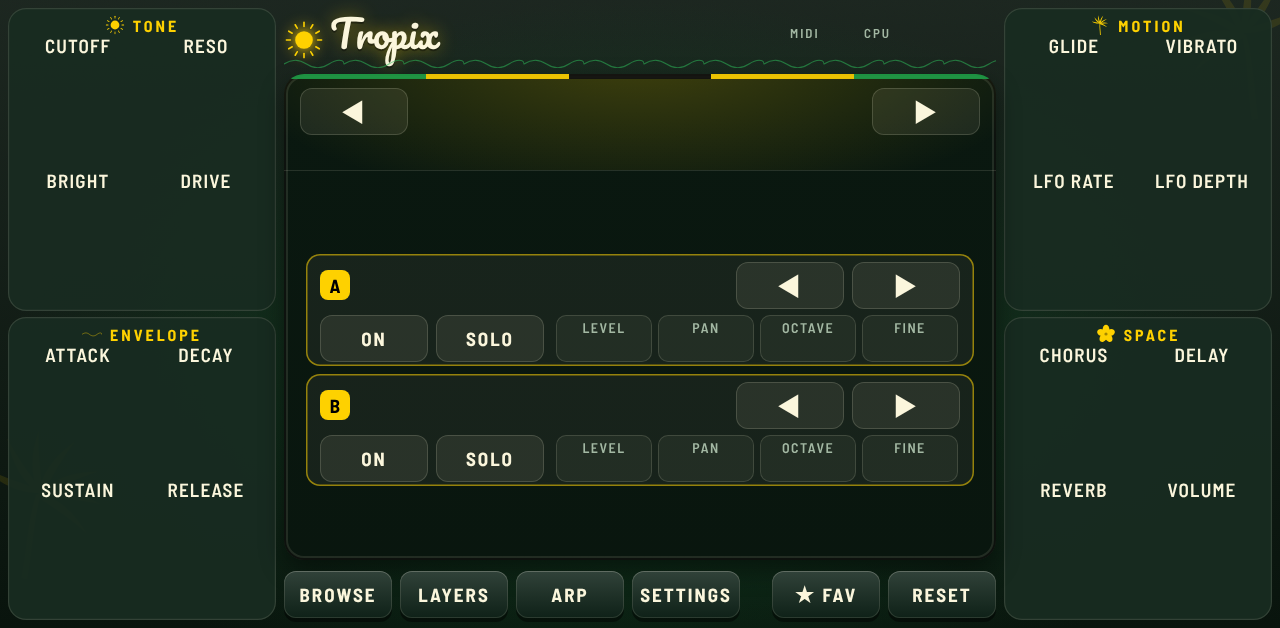 TONE
CUTOFF RESO
BRIGHT DRIVE
ENVELOPE
ATTACK DECAY
SUSTAIN RELEASE
Tropix
MIDI CPU
A
ON SOLO LEVEL PAN OCTAVE FINE
B
ON SOLO LEVEL PAN OCTAVE FINE
BROWSE LAYERS ARP SETTINGS ★ FAV RESET
MOTION
GLIDE VIBRATO
LFO RATE LFO DEPTH
SPACE
CHORUS DELAY
REVERB VOLUME